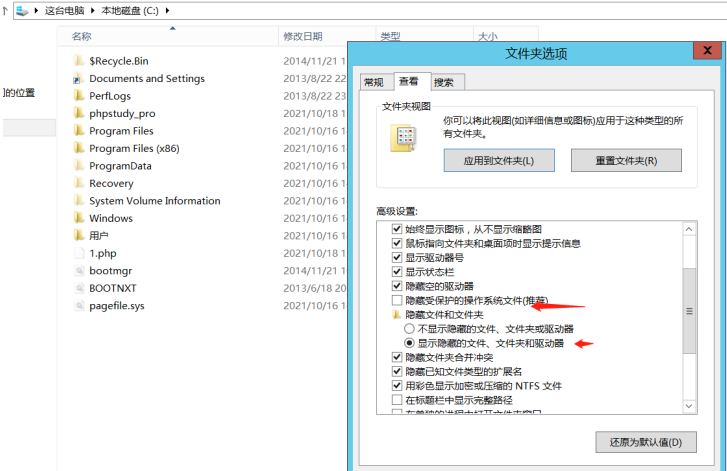 这台电脑 本地磁盘 (C:)
名称 修改日期 类型 大小
的位置
$Recycle.Bin 2014/11/21 1
Documents and Settings 2013/8/22 22
PerfLogs 2013/8/22 23
phpstudy_pro 2021/10/18 1
Program Files 2021/10/16 1
Program Files (x86) 2021/10/16 1
ProgramData 2021/10/16 1
Recovery 2021/10/16 1
System Volume Information 2021/10/16 1
Windows 2021/10/16 1
用户 2021/10/16 1
1.php 2021/10/18 1
bootmgr 2014/11/21 1
BOOTNXT 2013/6/18 20
pagefile.sys 2021/10/16 1
文件夹选项
常规 查看 搜索
文件夹视图
你可以将此视图(如详细信息或图标)应用于这种类型的所
有文件夹。
应用到文件夹(L) 重置文件夹(R)
高级设置:
始终显示图标，从不显示缩略图
鼠标指向文件夹和桌面项时显示提示信息
显示驱动器号
显示状态栏
隐藏空的驱动器
隐藏受保护的操作系统文件(推荐)
隐藏文件和文件夹
不显示隐藏的文件、文件夹或驱动器
显示隐藏的文件、文件夹和驱动器
隐藏文件夹合并冲突
隐藏已知文件类型的扩展名
用彩色显示加密或压缩的 NTFS 文件
在标题栏中显示完整路径
在单独的进程中打开文件夹窗口
还原为默认值(D)